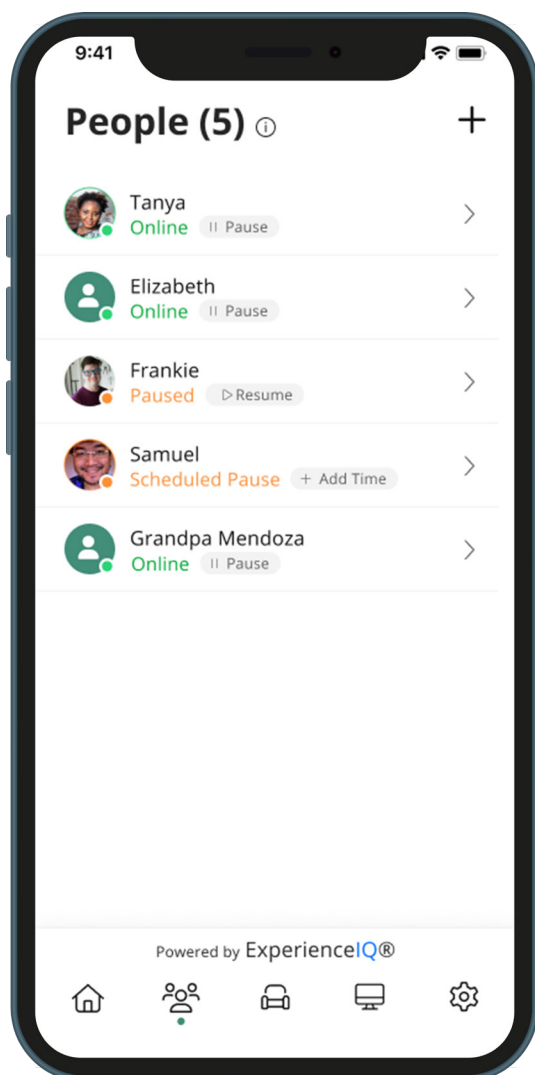 9:41
People (5)
Tanya
Online Pause
Elizabeth
Online Pause
Frankie
Paused Resume
Samuel
Scheduled Pause + Add Time
Grandpa Mendoza
Online Pause
Powered by ExperienceIQ®